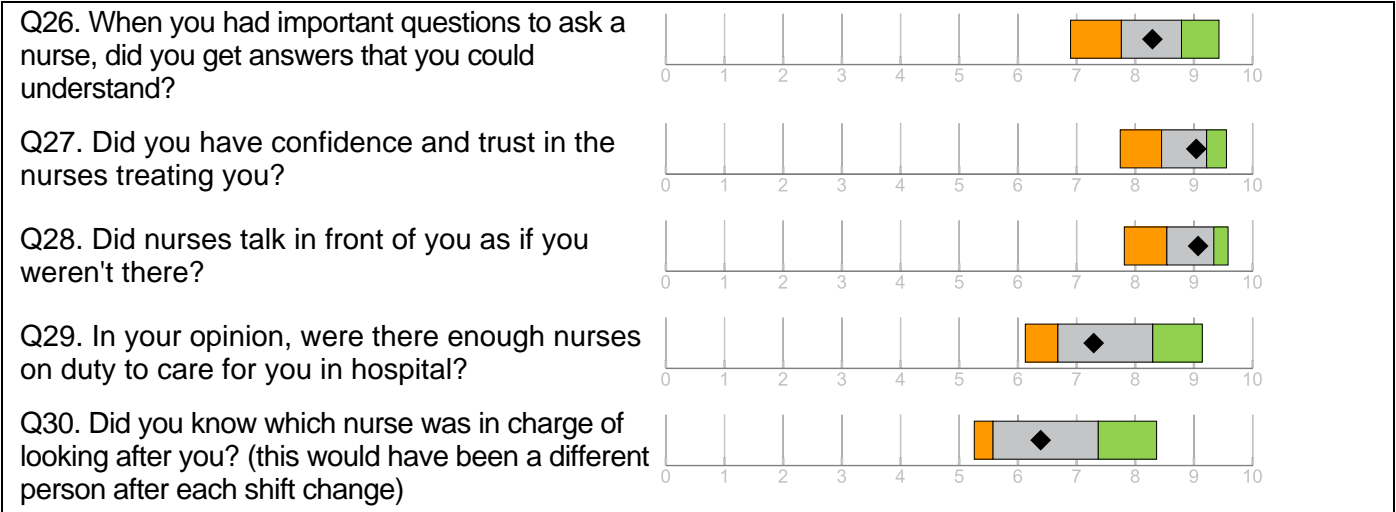 Q26. When you had important questions to ask a
nurse, did you get answers that you could
understand?
0 1 2 3 4 5 6 7 8 9 10
Q27. Did you have confidence and trust in the
nurses treating you?
0 1 2 3 4 5 6 7 8 9 10
Q28. Did nurses talk in front of you as if you
weren't there?
0 1 2 3 4 5 6 7 8 9 10
Q29. In your opinion, were there enough nurses
on duty to care for you in hospital?
0 1 2 3 4 5 6 7 8 9 10
Q30. Did you know which nurse was in charge of
looking after you? (this would have been a different
person after each shift change)
0 1 2 3 4 5 6 7 8 9 10